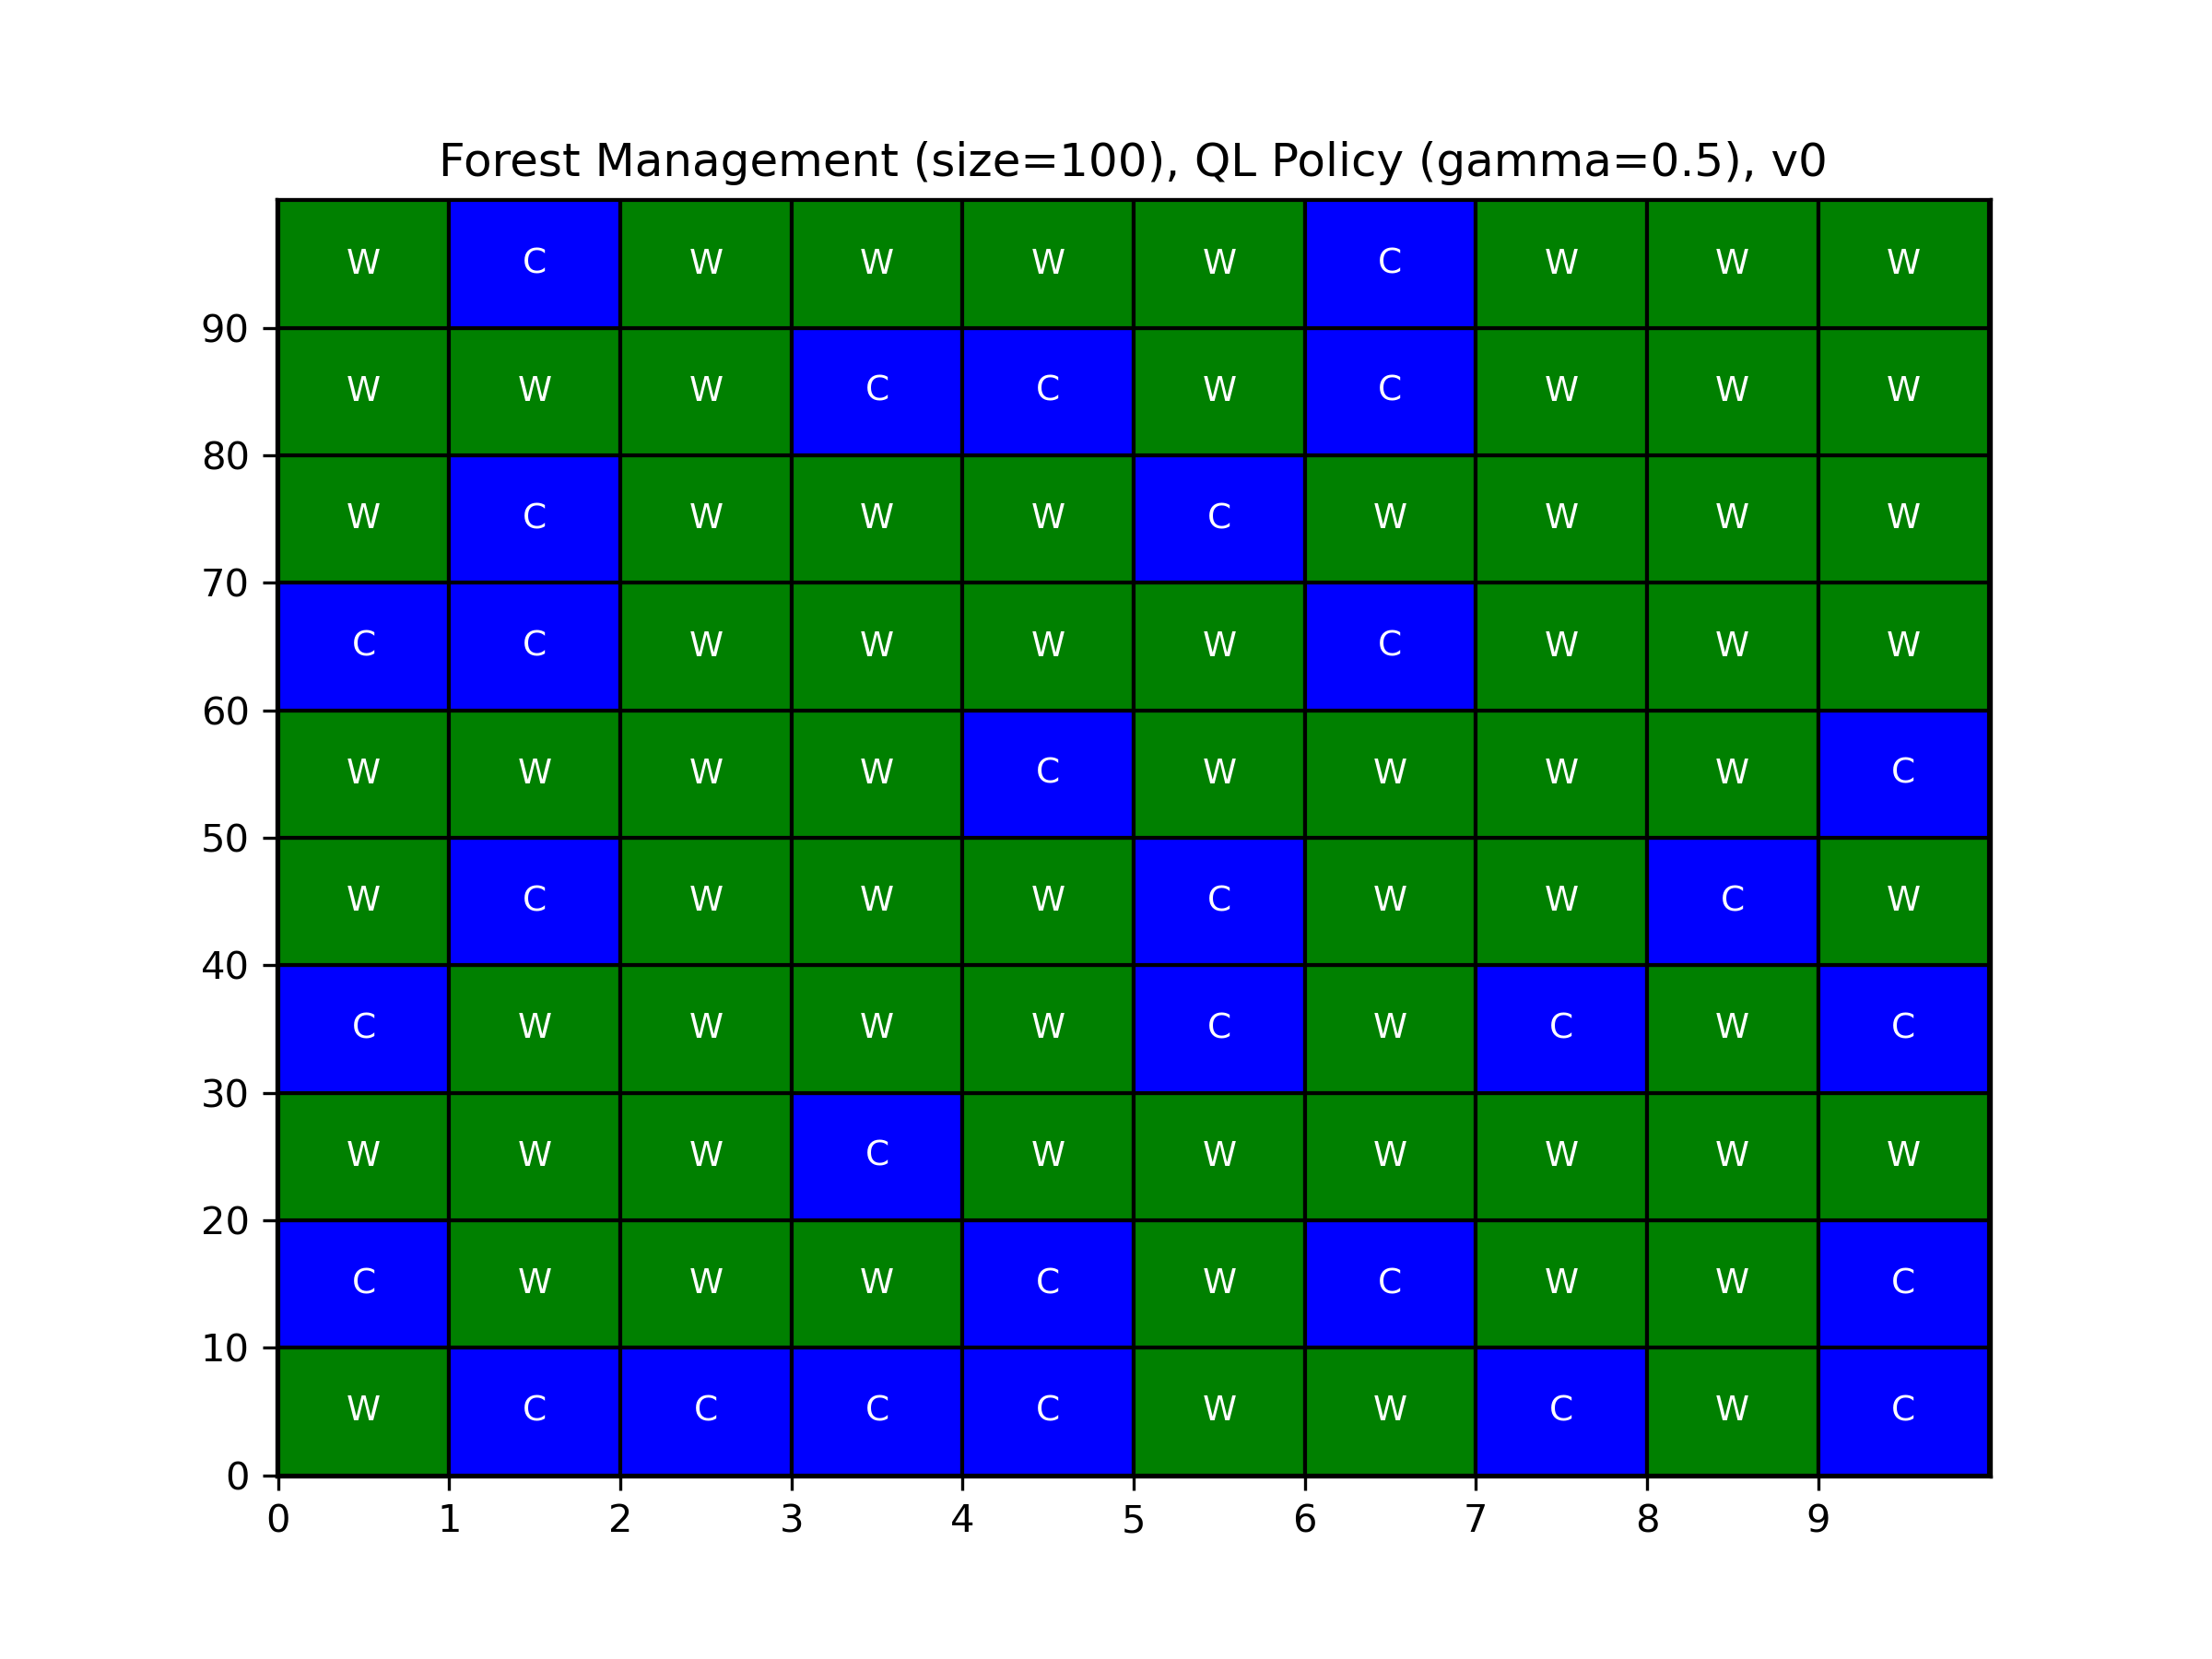 Forest Management (size=100), QL Policy (gamma=0.5), v0
W C W W W W C W W W
90
W W W C C W C W W W
80
W C W W W C W W W W
70
C C W W W W C W W W
60
W W W W C W W W W C
50
W C W W W C W W C W
40
C W W W W C W C W C
30
W W W C W W W W W W
20
C W W W C W C W W C
10
W C C C C W W C W C
0
0 1 2 3 4 5 6 7 8 9